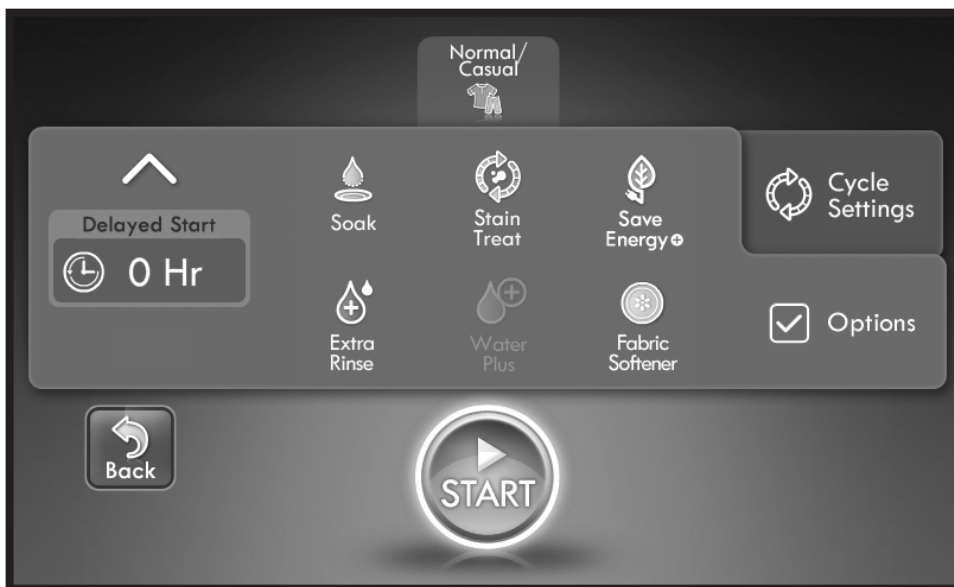 Normal/
Casual
Delayed Start
0 Hr
Soak
Stain
Treat
Save
Energy+
Extra
Rinse
Water
Plus
Fabric
Softener
Cycle
Settings
Options
Back
START